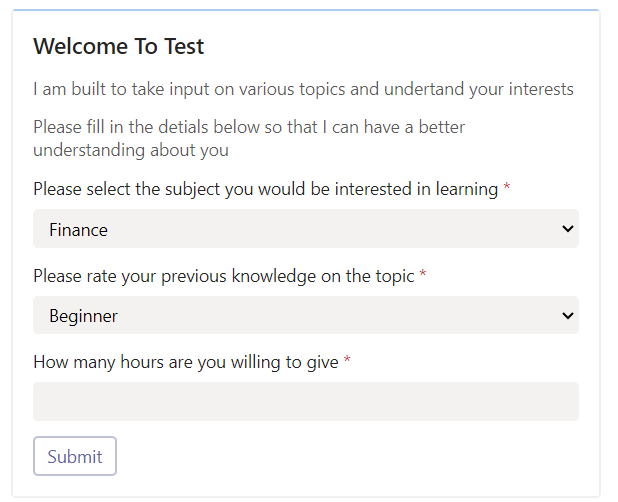 Welcome To Test
I am built to take input on various topics and undertand your interests
Please fill in the detials below so that I can have a better
understanding about you
Please select the subject you would be interested in learning *
Finance
Please rate your previous knowledge on the topic *
Beginner
How many hours are you willing to give *
Submit